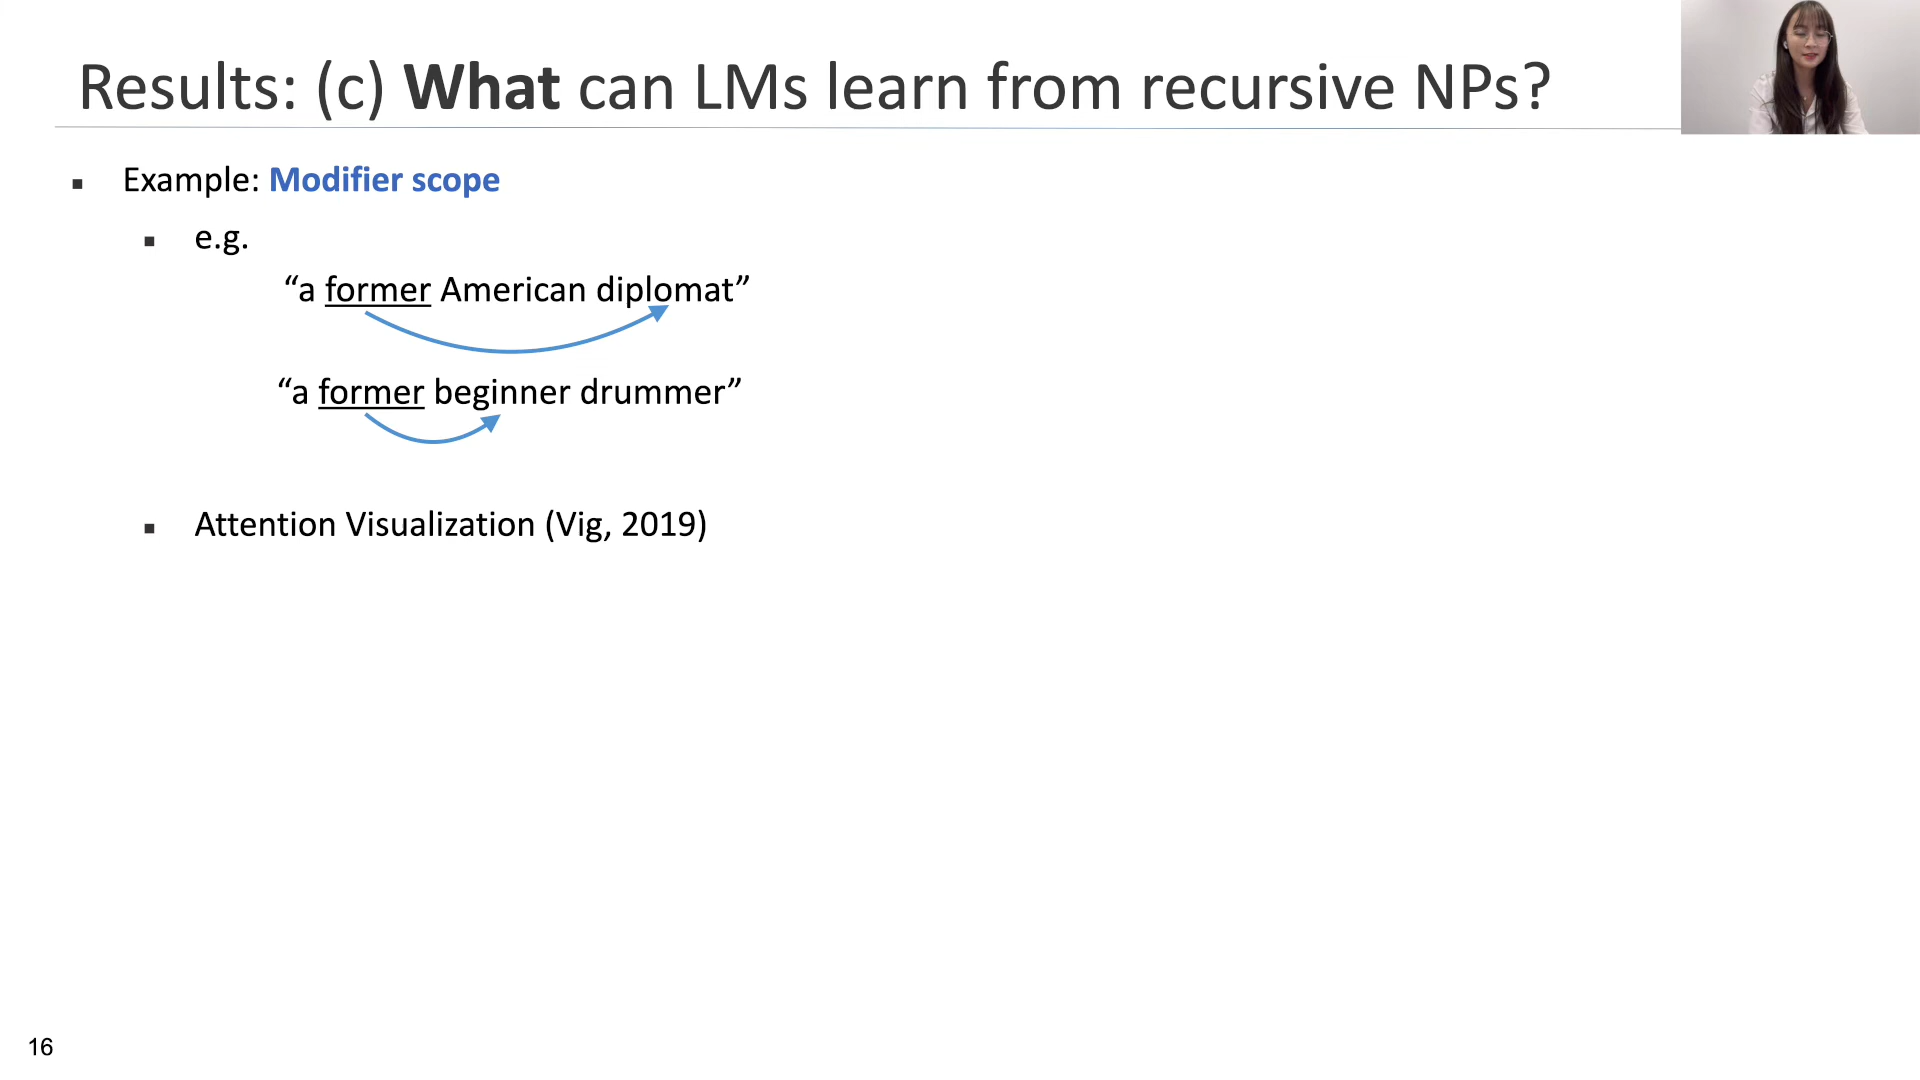 Results: (c) What can LMs learn from recursive NPs?
▪ Example: Modifier scope
▪ e.g.
“a former American diplomat”
“a former beginner drummer”
▪ Attention Visualization (Vig, 2019)
16